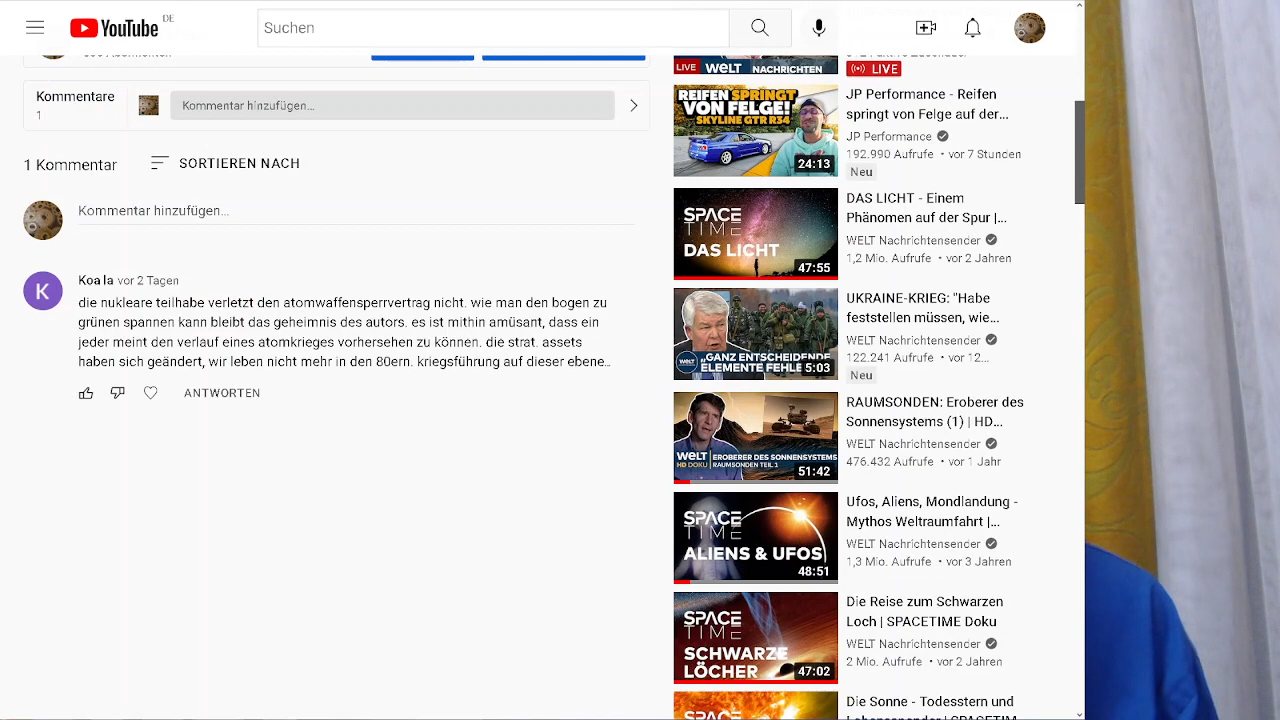 YouTube DE
Suchen
Kommentare
Kommentar hinzufügen...
1 Kommentar
SORTIEREN NACH
Kommentar hinzufügen...
K
Koa H vor 2 Tagen
die nukleare teilhabe verletzt den atomwaffensperrvertrag nicht. wie man den bogen zu
grünen spannen kann bleibt das geheimnis des autors. es ist mithin amüsant, dass ein
jeder meint den verlauf eines atomkrieges vorhersehen zu können. die strat. assets
haben sich geändert, wir leben nicht mehr in den 80ern. kriegsführung auf dieser ebene...
ANTWORTEN
LIVE WELT NACHRICHTEN
LIVE
REIFEN SPRINGT
VON FELGE!
SKYLINE GTR R34
24:13
JP Performance - Reifen
springt von Felge auf der...
JP Performance
192.990 Aufrufe • vor 7 Stunden
Neu
SPACE
TIME
DAS LICHT
47:55
DAS LICHT - Einem
Phänomen auf der Spur |...
WELT Nachrichtensender
1,2 Mio. Aufrufe • vor 2 Jahren
WELT
„GANZ ENTSCHEIDENDE
ELEMENTE FEHLE
5:03
UKRAINE-KRIEG: "Habe
feststellen müssen, wie...
WELT Nachrichtensender
122.241 Aufrufe • vor 12...
Neu
WELT
HD DOKU
EROBERER DES SONNENSYSTEMS
RAUMSONDEN TEIL 1
51:42
RAUMSONDEN: Eroberer des
Sonnensystems (1) | HD...
WELT Nachrichtensender
476.432 Aufrufe • vor 1 Jahr
SPACE
TIME
ALIENS & UFOS
48:51
Ufos, Aliens, Mondlandung -
Mythos Weltraumfahrt |...
WELT Nachrichtensender
1,3 Mio. Aufrufe • vor 3 Jahren
SPACE
TIME
SCHWARZE
LÖCHER
47:02
Die Reise zum Schwarzen
Loch | SPACETIME Doku
WELT Nachrichtensender
2 Mio. Aufrufe • vor 2 Jahren
SPACE
Die Sonne - Todesstern und